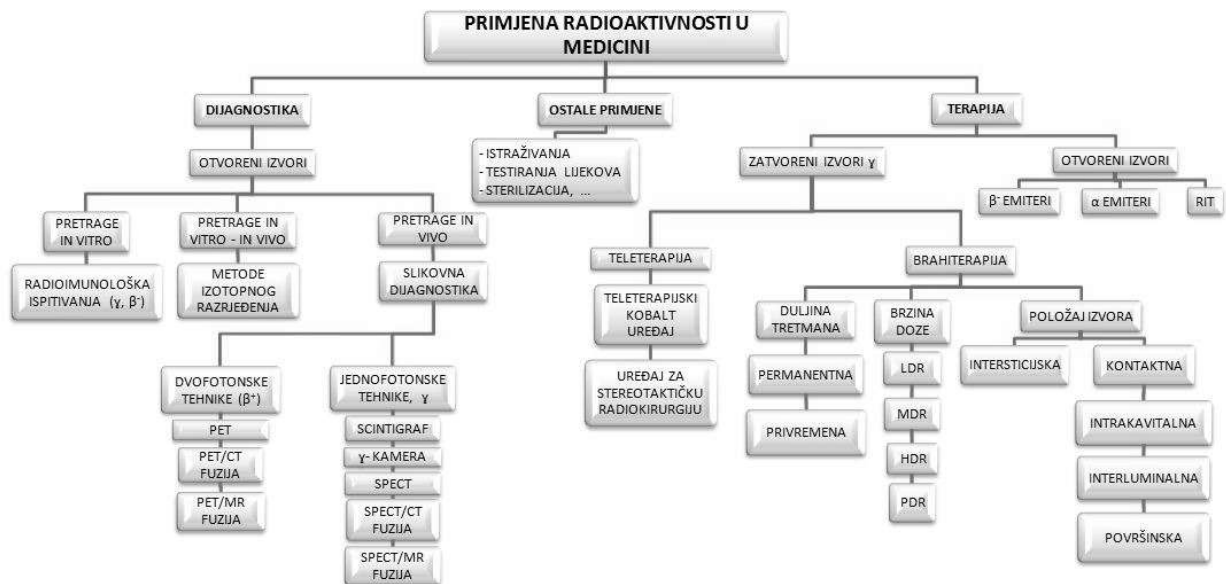 PRIMJENA RADIOAKTIVNOSTI U
MEDICINI
DIJAGNOSTIKA
OTVORENI IZVORI
PRETRAGE
IN VITRO
RADIOIMUNOLOŠKA
ISPITIVANJA (γ, β⁻)
PRETRAGE IN
VITRO - IN VIVO
METODE
IZOTOPNOG
RAZRJEĐENJA
PRETRAGE IN
VIVO
SLIKOVNA
DIJAGNOSTIKA
DVOFOTONSKE
TEHNIKE (β⁺)
PET
PET/CT
FUZIJA
PET/MR
FUZIJA
JEDNOFOTONSKE
TEHNIKE, γ
SCINTIGRAF
γ- KAMERA
SPECT
SPECT/CT
FUZIJA
SPECT/MR
FUZIJA
OSTALE PRIMJENE
- ISTRAŽIVANJA
- TESTIRANJA LIJEKOVA
- STERILIZACIJA, ...
TERAPIJA
ZATVORENI IZVORI γ
TELETERAPIJA
TELETERAPIJSKI
KOBALT
UREĐAJ
UREĐAJ ZA
STEREOTAKTIČKU
RADIOKIRURGIJU
BRAHITERAPIJA
DULJINA
TRETMANA
PERMANENTNA
PRIVREMENA
BRZINA
DOZE
LDR
MDR
HDR
PDR
POLOŽAJ IZVORA
INTERSTICIJSKA
KONTAKTNA
INTRAKAVITALNA
INTERLUMINALNA
POVRŠINSKA
OTVORENI IZVORI
β⁻ EMITERI
α EMITERI
RIT